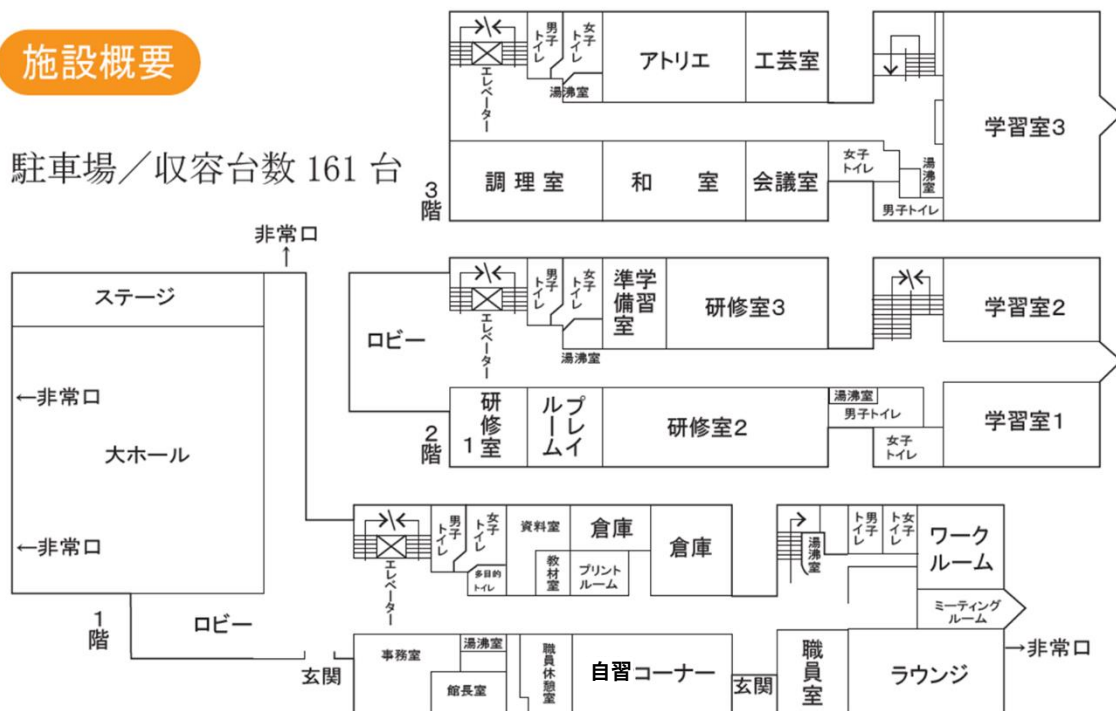 施設概要
駐車場／収容台数 161 台
3階
エレベーター
男子トイレ
女子トイレ
湯沸室
アトリエ
工芸室
学習室3
調理室
和 室
会議室
女子トイレ
湯沸室
男子トイレ
2階
ロビー
エレベーター
男子トイレ
女子トイレ
湯沸室
学習準備室
研修室3
学習室2
研修室1
プレイルーム
研修室2
湯沸室
男子トイレ
女子トイレ
学習室1
1階
非常口
↑
ステージ
←非常口
大ホール
←非常口
ロビー
玄関
エレベーター
男子トイレ
女子トイレ
多目的トイレ
資料室
教材室
倉庫
プリントルーム
倉庫
湯沸室
男子トイレ
女子トイレ
ワークルーム
ミーティングルーム
事務室
湯沸室
館長室
職員休憩室
自習コーナー
玄関
職員室
ラウンジ
→非常口